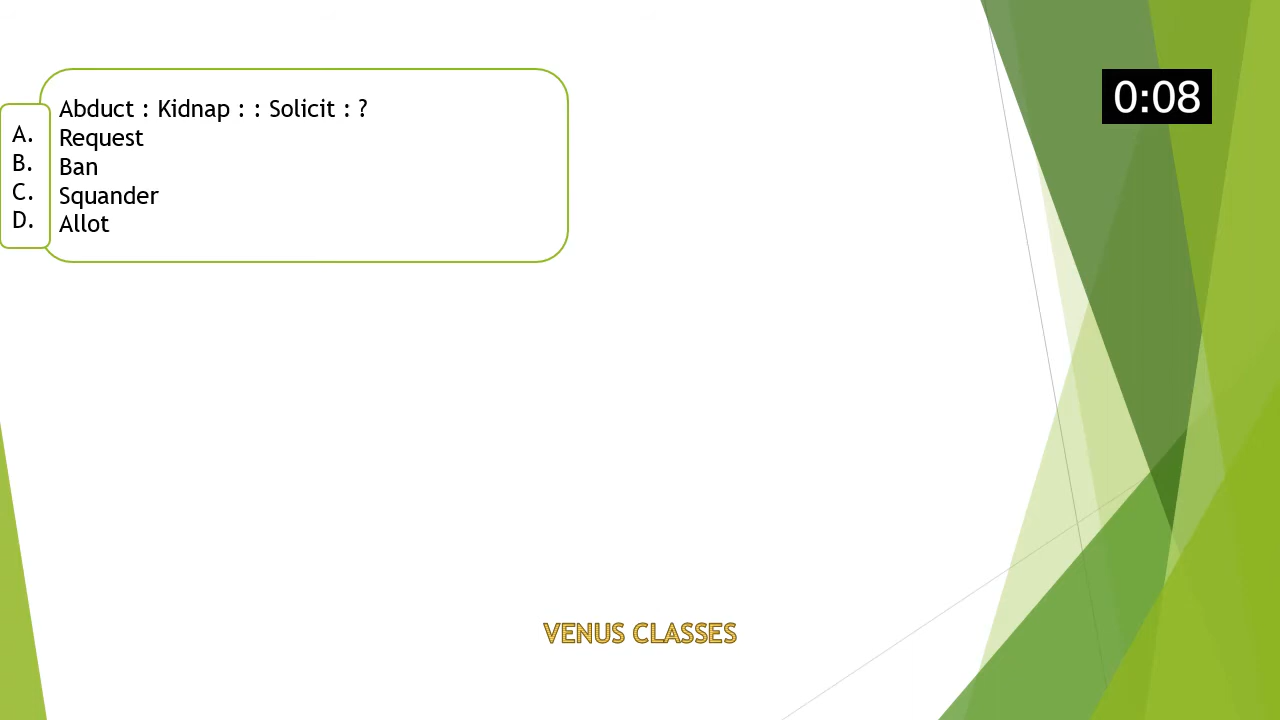 0:08
Abduct : Kidnap : : Solicit : ?
A. Request
B. Ban
C. Squander
D. Allot
VENUS CLASSES